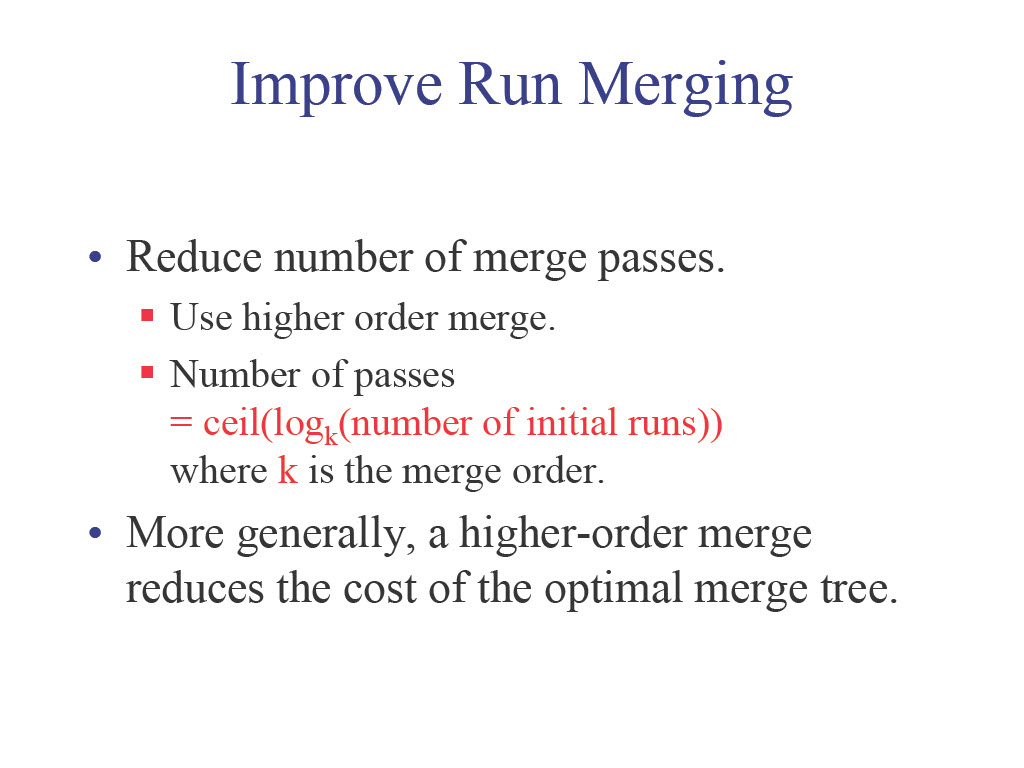 Improve Run Merging
• Reduce number of merge passes.
▪ Use higher order merge.
▪ Number of passes
= ceil(logk(number of initial runs))
where k is the merge order.
• More generally, a higher-order merge
reduces the cost of the optimal merge tree.